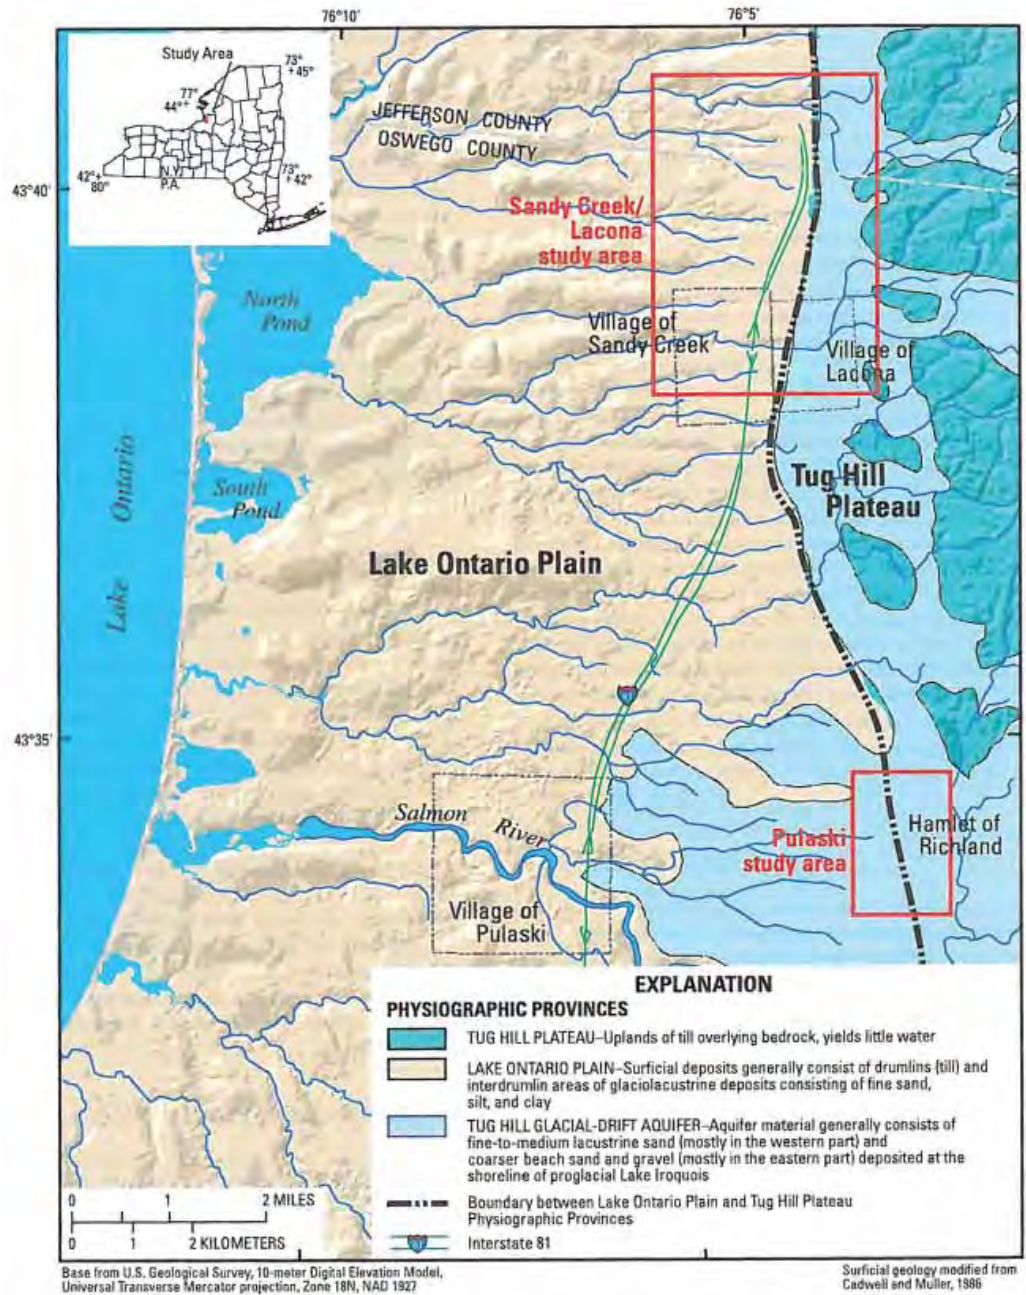 76°10'
76°5'
Study Area
73°
+45°
77°
44°+
42°+
80°
N.Y.
P.A.
73°
+42°
JEFFERSON COUNTY
OSWEGO COUNTY
43°40'
Sandy Creek/
Lacona
study area
North
Pond
Village of
Sandy Creek
Village of
Lacona
Lake Ontario
South
Pond
Tug Hill
Plateau
Lake Ontario Plain
43°35'
Salmon River
Pulaski
study area
Hamlet of
Richland
Village of
Pulaski
EXPLANATION
PHYSIOGRAPHIC PROVINCES
TUG HILL PLATEAU–Uplands of till overlying bedrock, yields little water
LAKE ONTARIO PLAIN–Surficial deposits generally consist of drumlins (till) and
interdrumlin areas of glaciolacustrine deposits consisting of fine sand,
silt, and clay
TUG HILL GLACIAL-DRIFT AQUIFER–Aquifer material generally consists of
fine-to-medium lacustrine sand (mostly in the western part) and
coarser beach sand and gravel (mostly in the eastern part) deposited at the
shoreline of proglacial Lake Iroquois
Boundary between Lake Ontario Plain and Tug Hill Plateau
Physiographic Provinces
Interstate 81
0 1 2 MILES
0 1 2 KILOMETERS
Base from U.S. Geological Survey, 10-meter Digital Elevation Model,
Universal Transverse Mercator projection, Zone 18N, NAD 1927
Surficial geology modified from
Cadwell and Muller, 1986